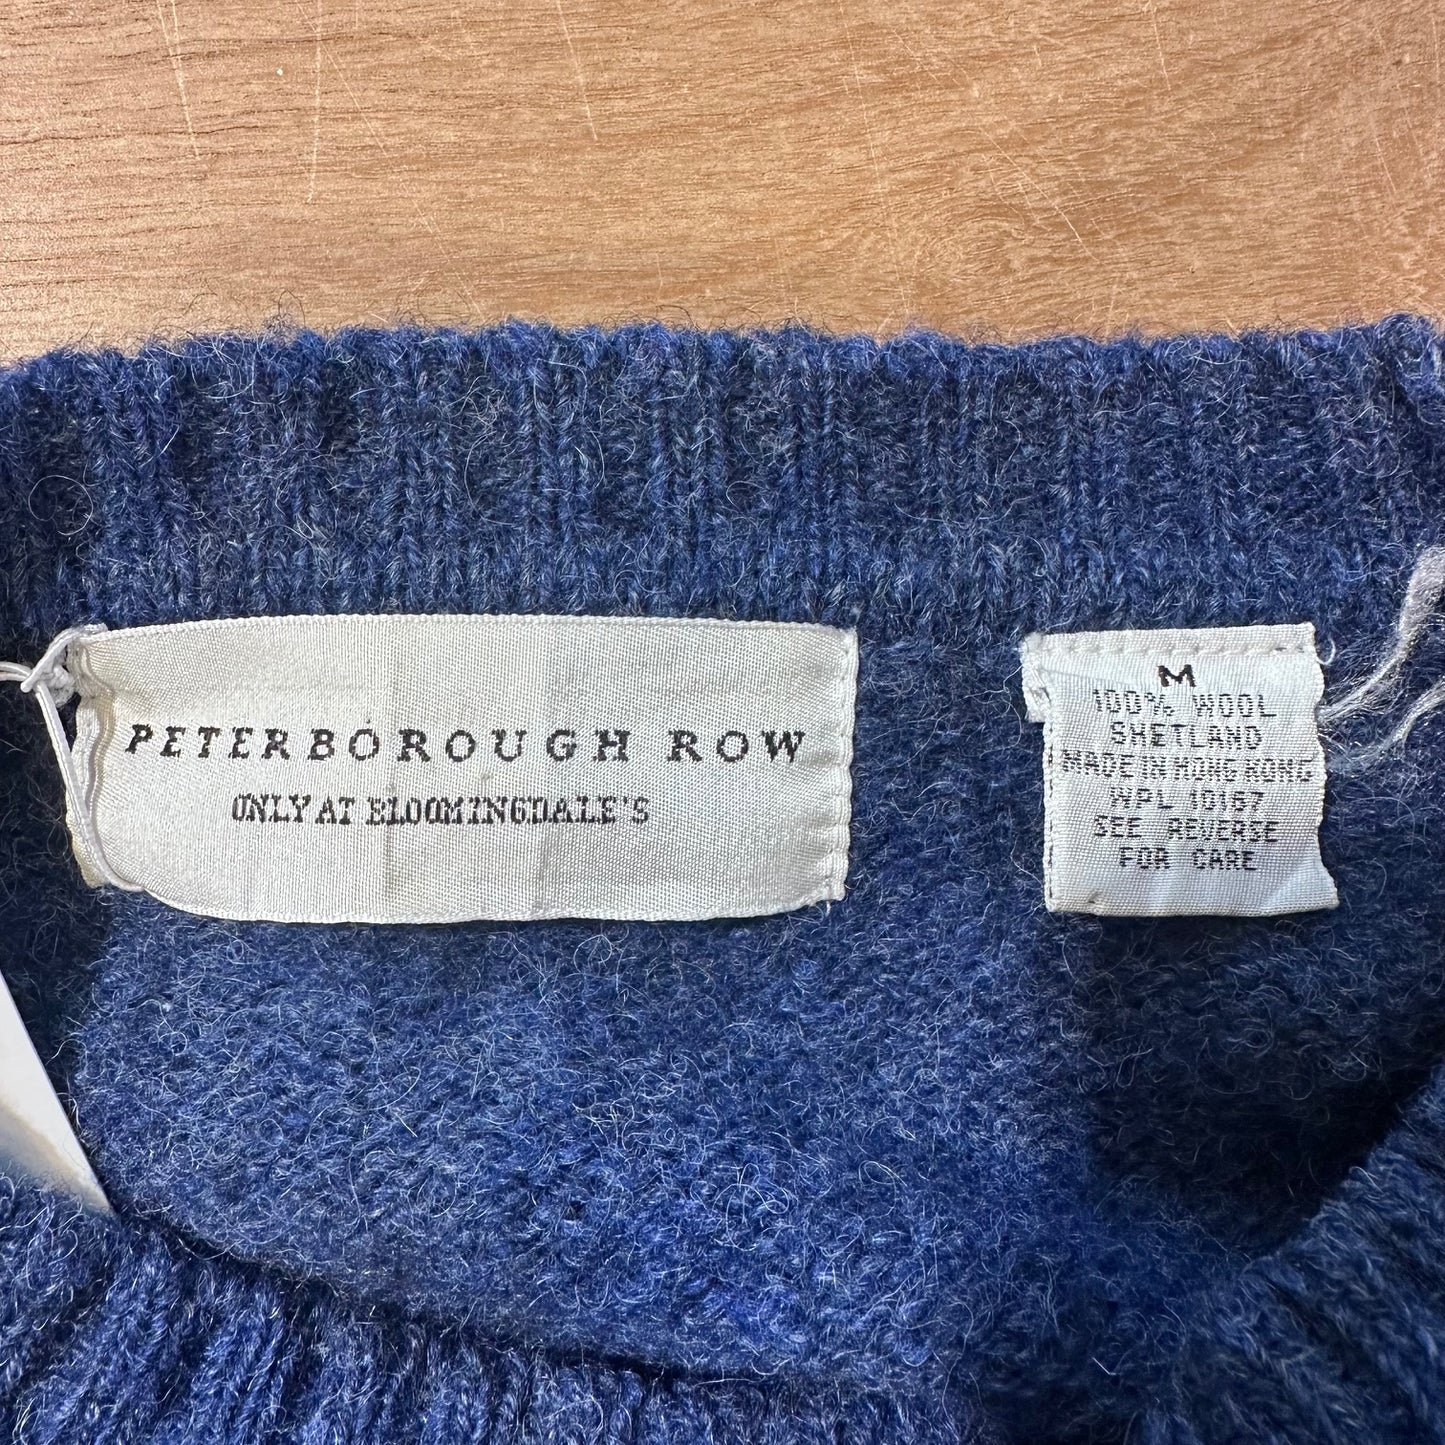 PETERBOROUGH ROW
ONLY AT BLOOMINGDALE'S
M
100% WOOL
SHETLAND
MADE IN HONG KONG
WPL 10167
SEE REVERSE
FOR CARE